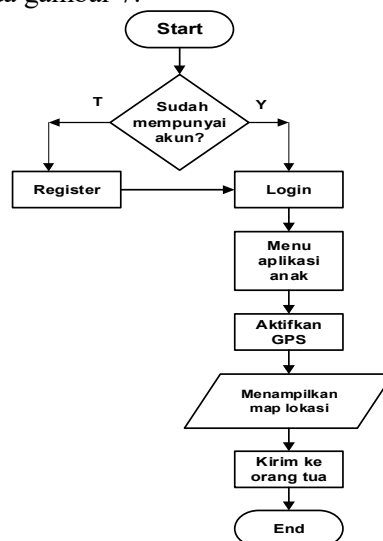 gambar 7.
Start
Sudah
mempunyai
akun?
T
Y
Register
Login
Menu
aplikasi
anak
Aktifkan
GPS
Menampilkan
map lokasi
Kirim ke
orang tua
End